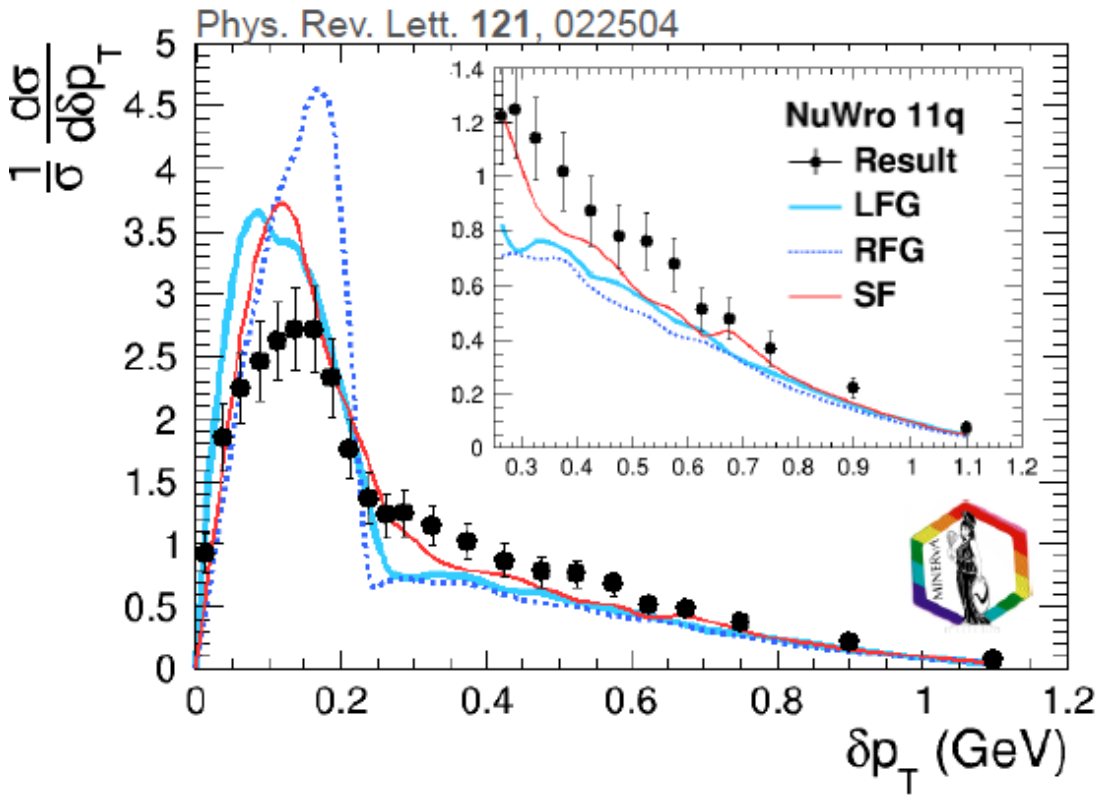 Phys. Rev. Lett. 121, 022504
1/σ dσ/dδp_T
5
4.5
4
3.5
3
2.5
2
1.5
1
0.5
0
0 0.2 0.4 0.6 0.8 1 1.2
δp_T (GeV)
1.4
1.2
1
0.8
0.6
0.4
0.2
0
0.3 0.4 0.5 0.6 0.7 0.8 0.9 1 1.1 1.2
NuWro 11q
Result
LFG
RFG
SF
MINERvA